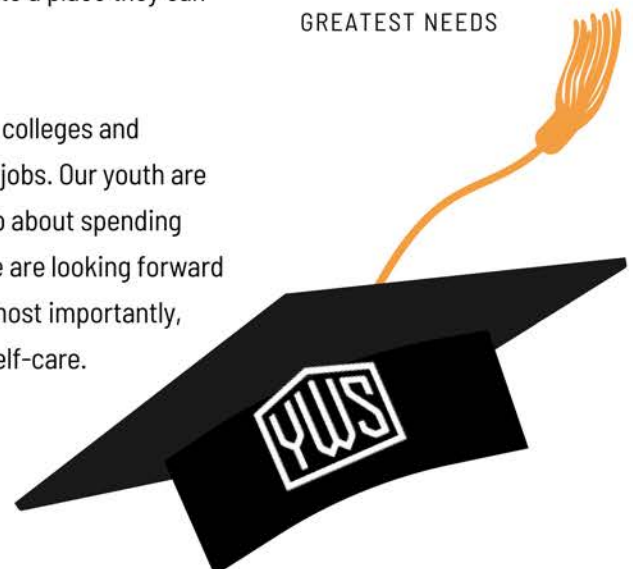 GREATEST NEEDS
colleges and
jobs. Our youth are
about spending
are looking forward
most importantly,
elf-care.
YWS